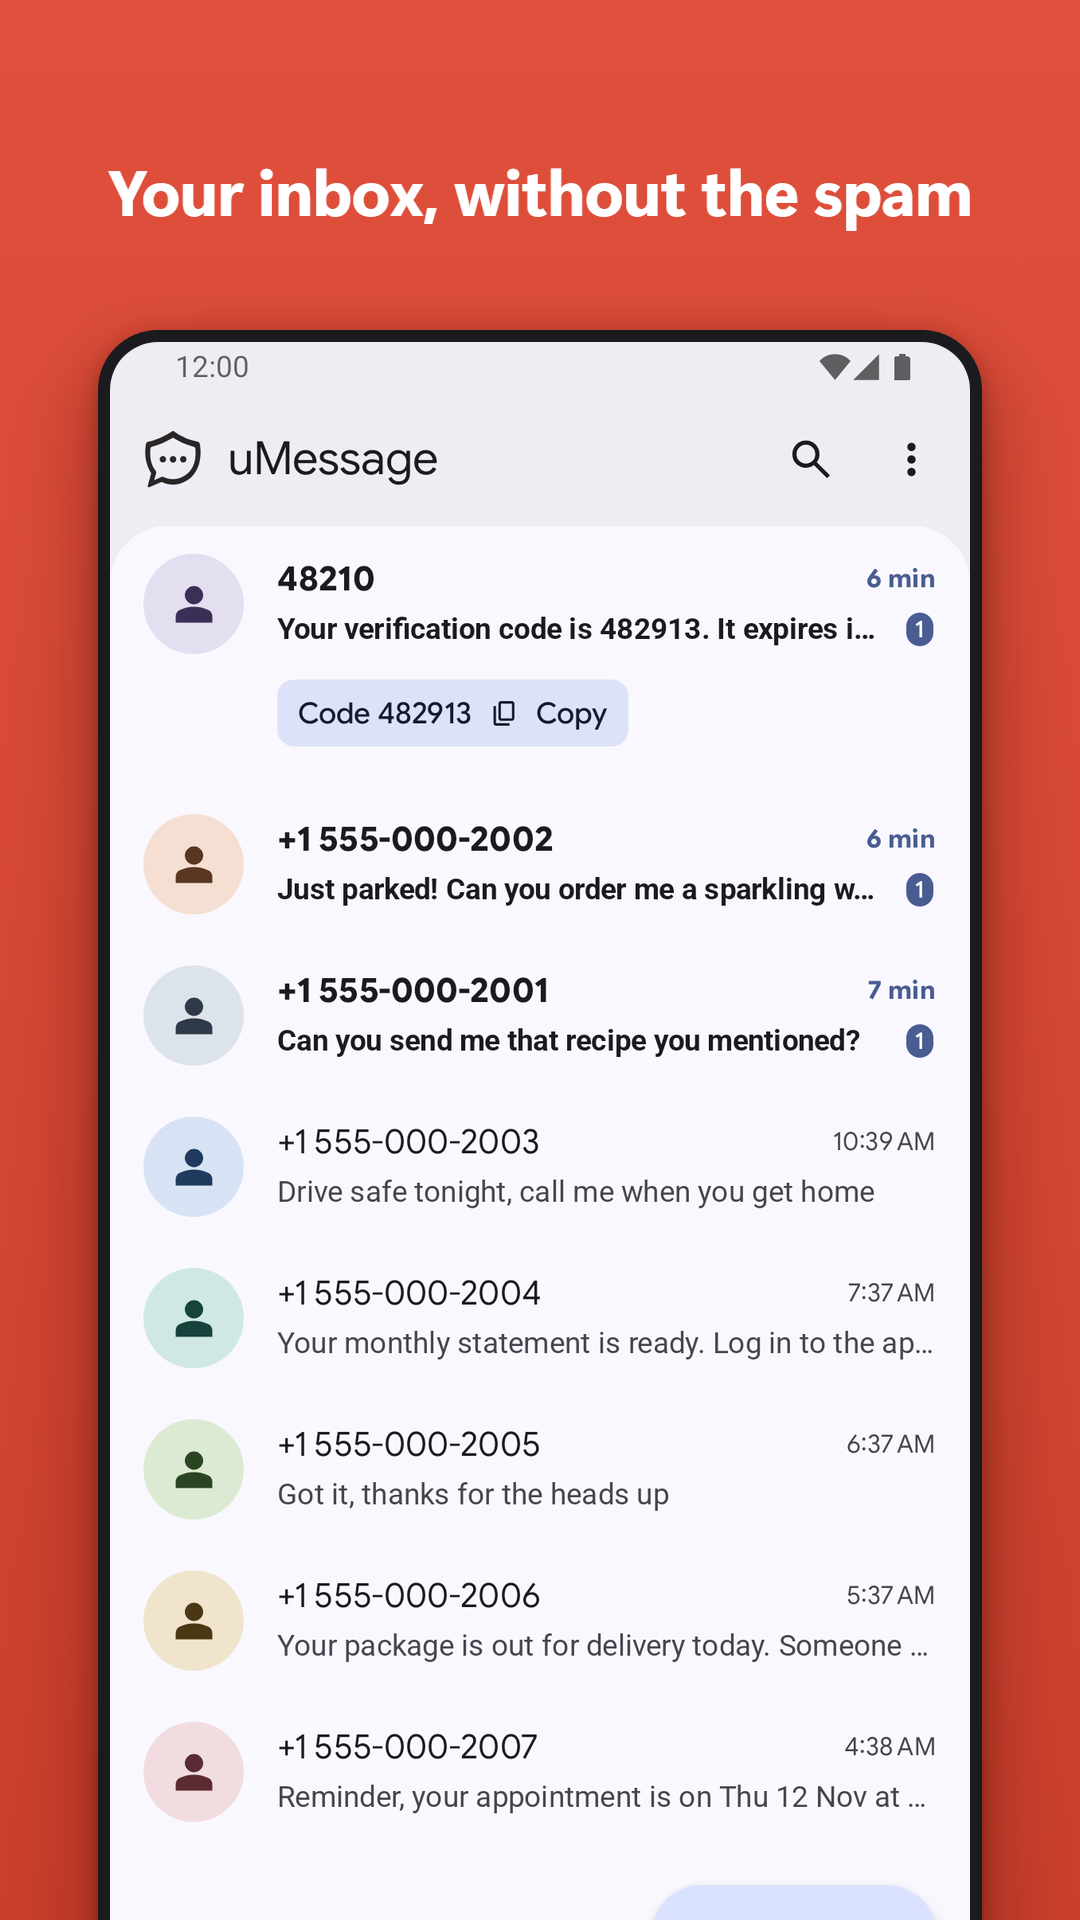 Your inbox, without the spam
12:00
uMessage
48210
6 min
Your verification code is 482913. It expires i...
1
Code 482913 Copy
+1 555-000-2002
6 min
Just parked! Can you order me a sparkling w...
1
+1 555-000-2001
7 min
Can you send me that recipe you mentioned?
1
+1 555-000-2003
10:39 AM
Drive safe tonight, call me when you get home
+1 555-000-2004
7:37 AM
Your monthly statement is ready. Log in to the ap...
+1 555-000-2005
6:37 AM
Got it, thanks for the heads up
+1 555-000-2006
5:37 AM
Your package is out for delivery today. Someone ...
+1 555-000-2007
4:38 AM
Reminder, your appointment is on Thu 12 Nov at ...